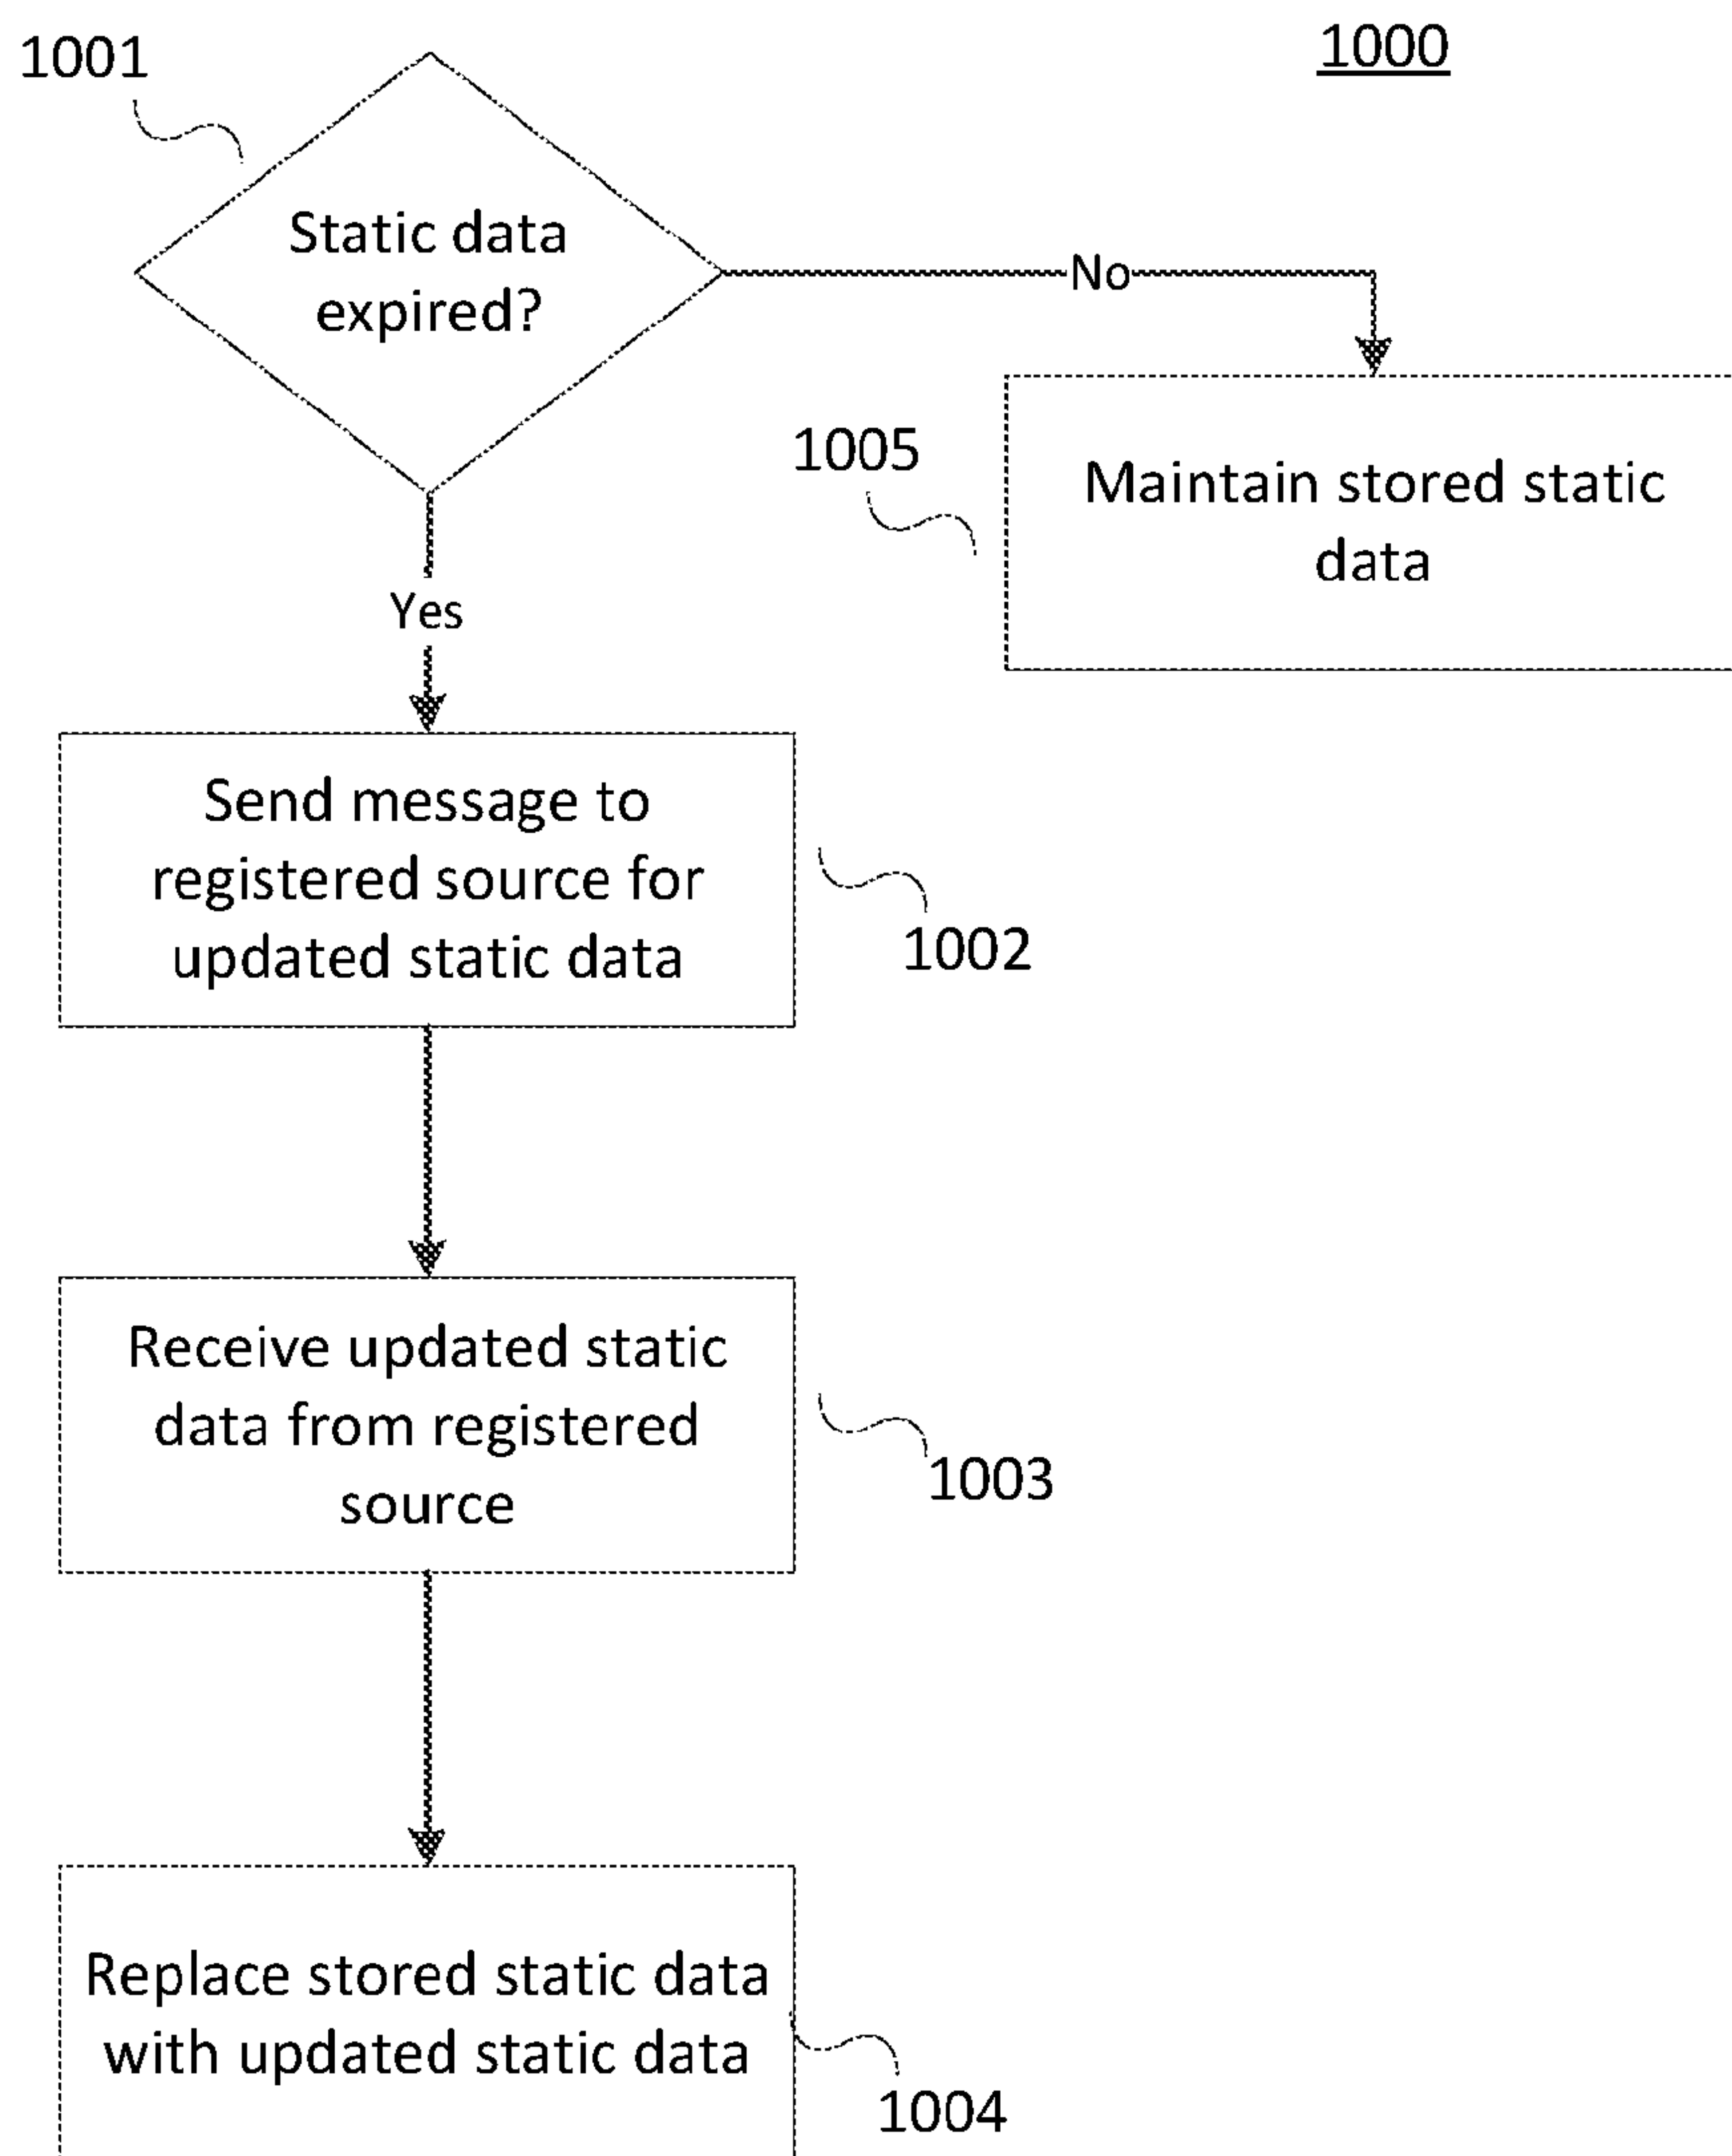 1001
1000
Static data
expired?
No
1005
Maintain stored static
data
Yes
Send message to
registered source for
updated static data
1002
Receive updated static
data from registered
source
1003
Replace stored static data
with updated static data
1004